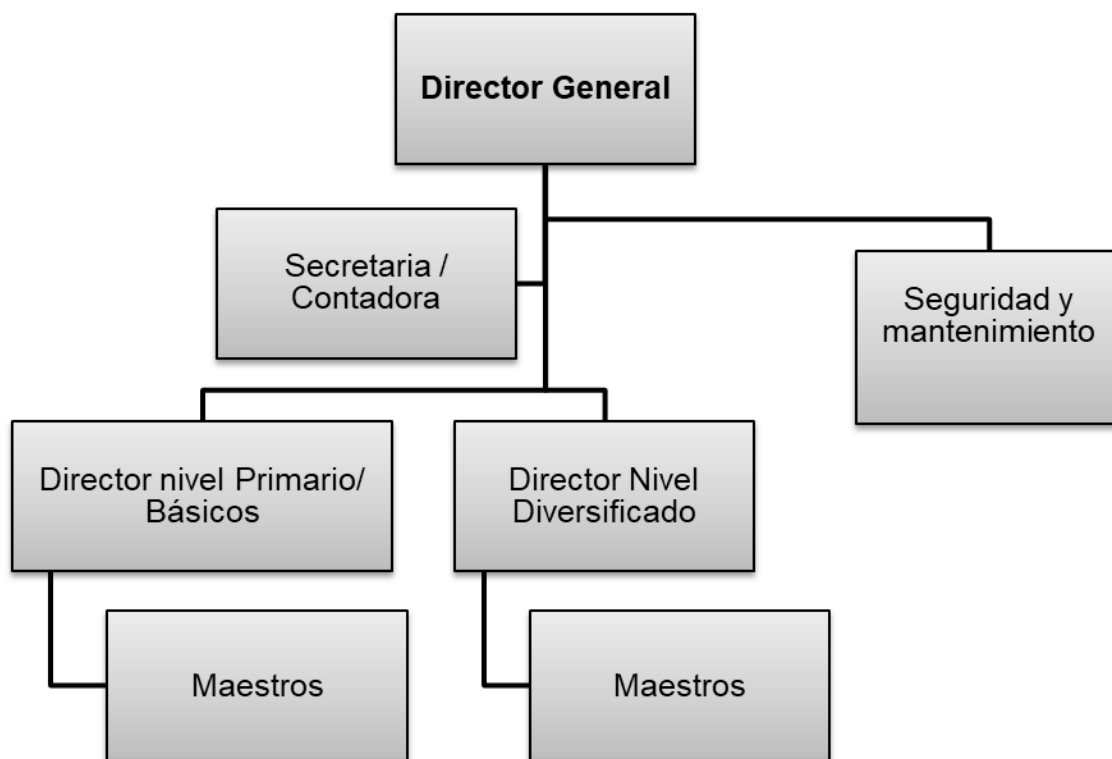 Director General
Secretaria /
Contadora
Seguridad y
mantenimiento
Director nivel Primario/
Básicos
Director Nivel
Diversificado
Maestros
Maestros